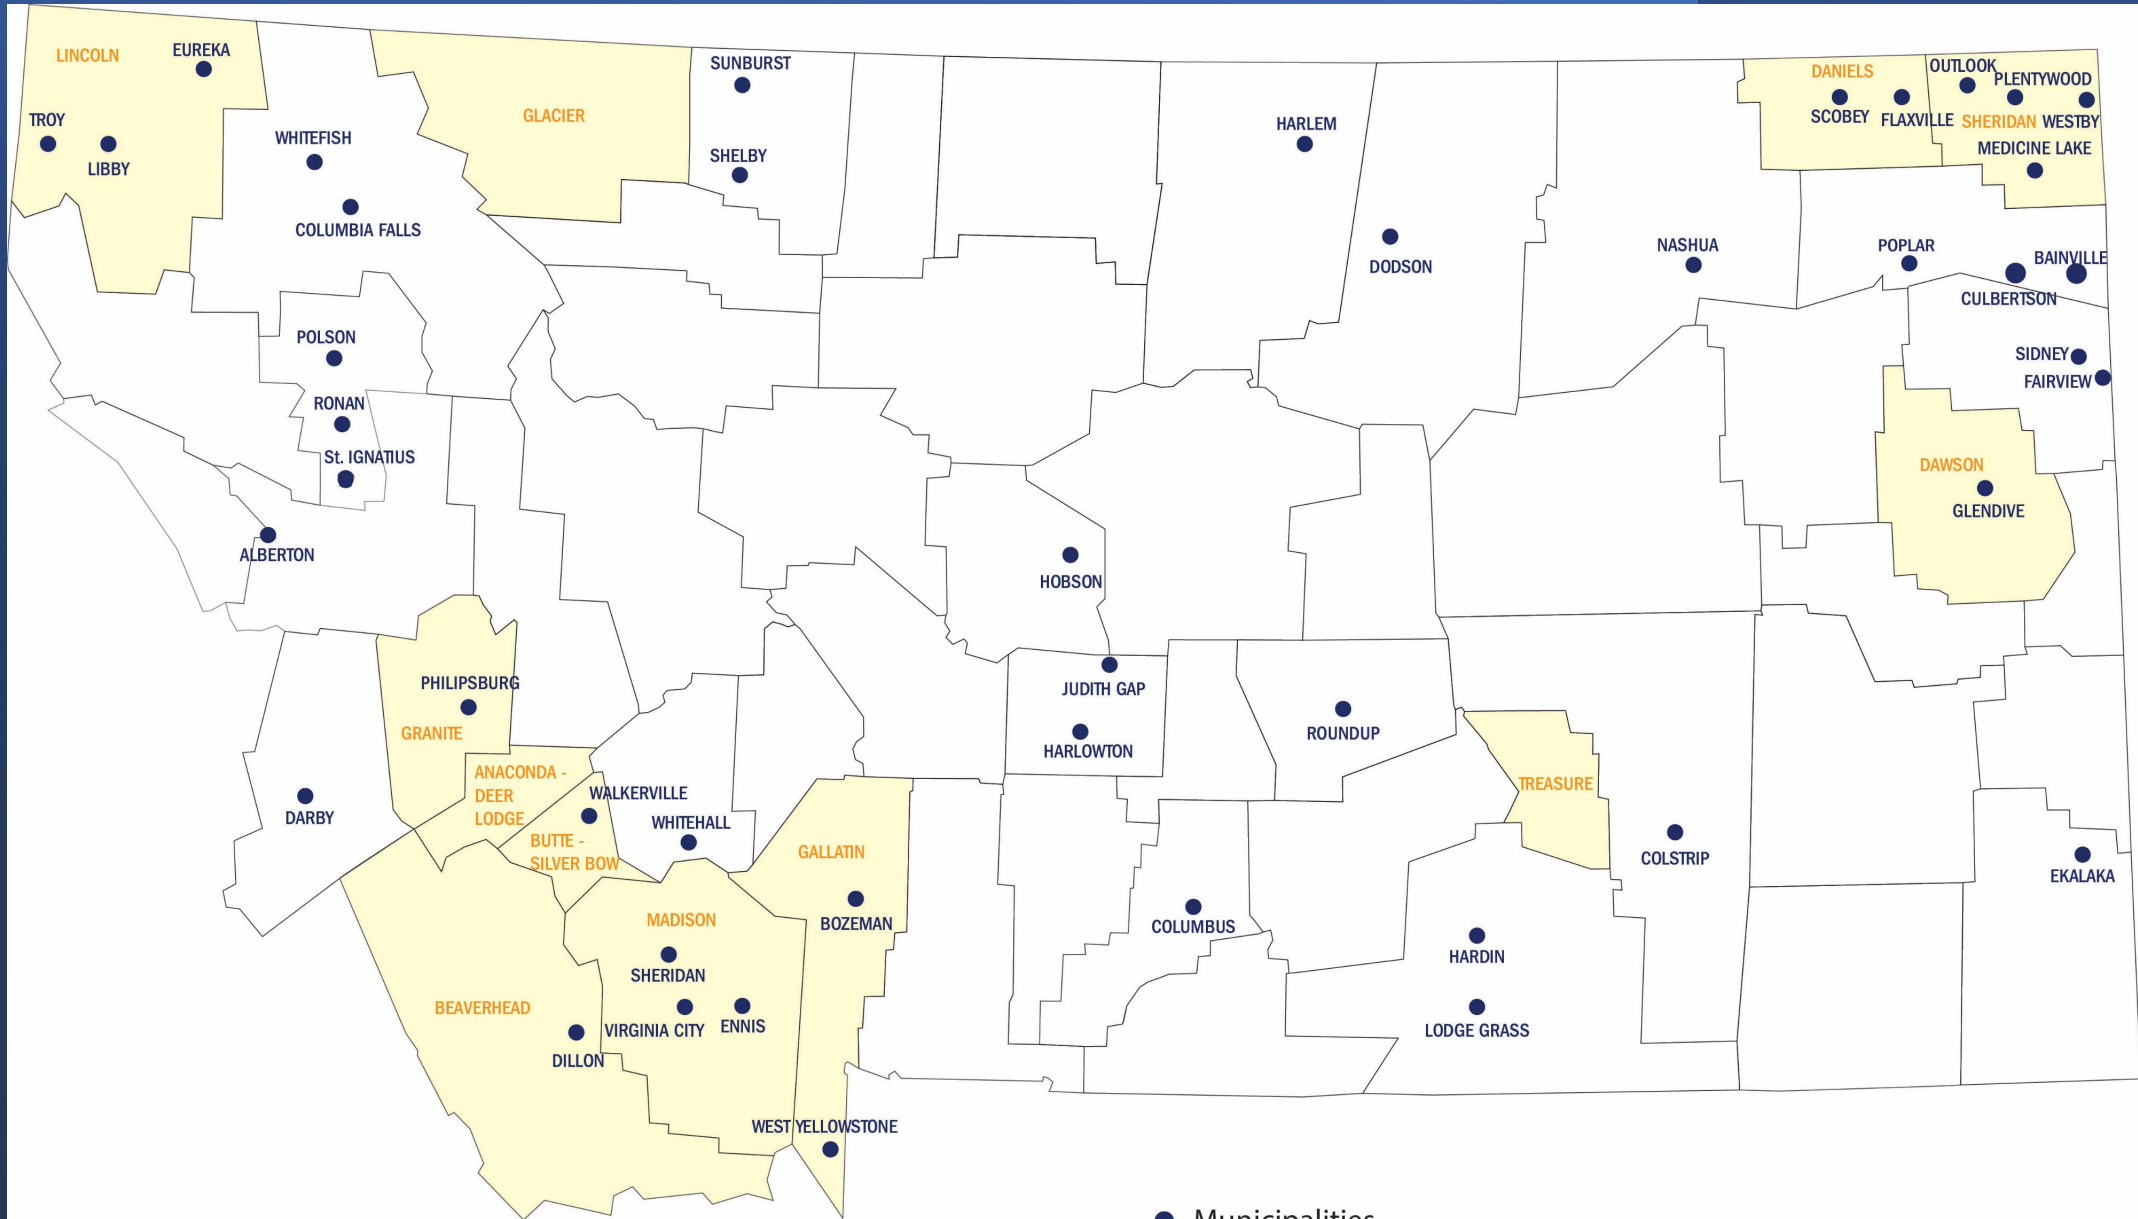 LINCOLN
EUREKA
TROY
LIBBY
WHITEFISH
COLUMBIA FALLS
GLACIER
SUNBURST
SHELBY
HARLEM
DODSON
NASHUA
DANIELS
SCOBEY
FLAXVILLE
OUTLOOK
PLENTYWOOD
SHERIDAN
WESTBY
MEDICINE LAKE
POPLAR
BAINVILLE
CULBERTSON
SIDNEY
FAIRVIEW
POLSON
RONAN
St. IGNATIUS
ALBERTON
DAWSON
GLENDIVE
HOBSON
JUDITH GAP
HARLOWTON
ROUNDUP
PHILIPSBURG
GRANITE
ANACONDA -
DEER
LODGE
WALKERVILLE
BUTTE -
SILVER BOW
WHITEHALL
DARBY
GALLATIN
BOZEMAN
TREASURE
COLSTRIP
EKALAKA
MADISON
SHERIDAN
VIRGINIA CITY
ENNIS
BEAVERHEAD
DILLON
COLUMBUS
HARDIN
LODGE GRASS
WEST YELLOWSTONE
Municipalities